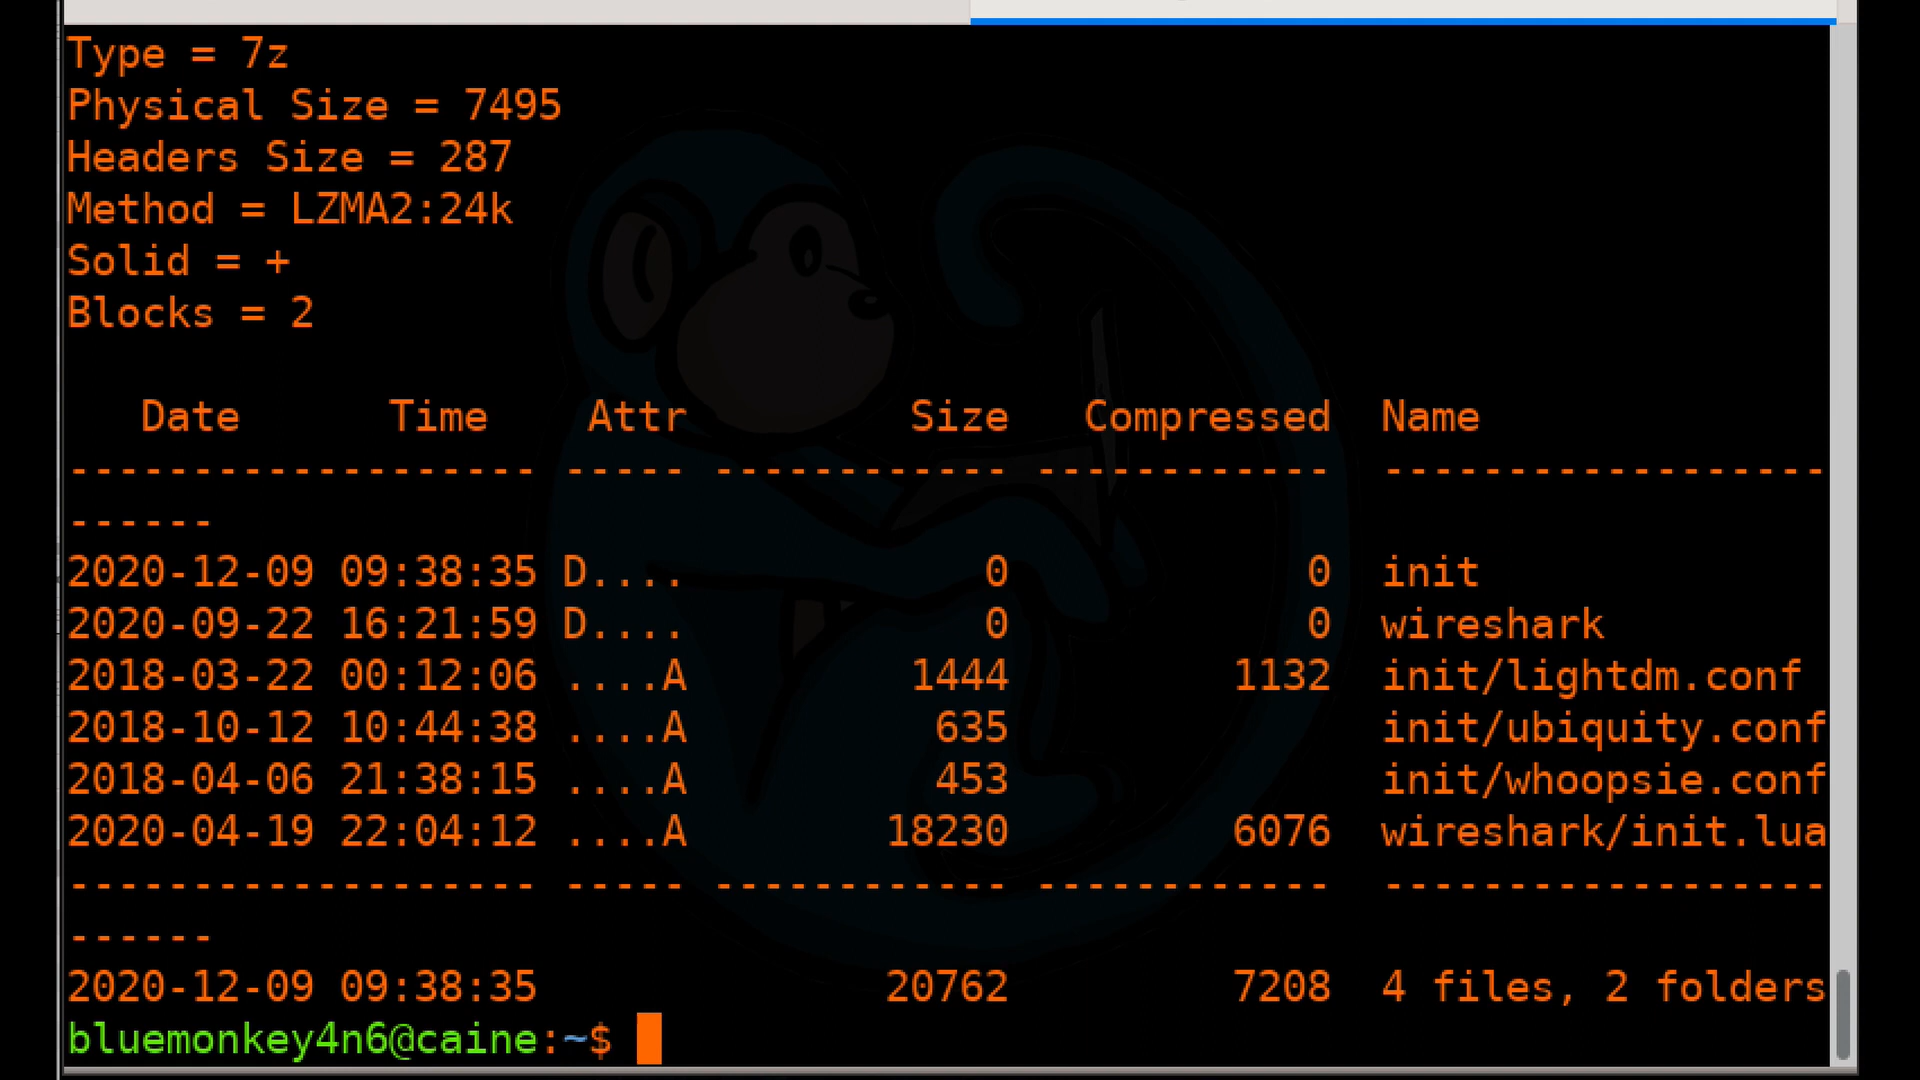 Type = 7z
Physical Size = 7495
Headers Size = 287
Method = LZMA2:24k
Solid = +
Blocks = 2

   Date      Time    Attr         Size   Compressed  Name
------------------- ----- ------------ ------------  ------------------
------
2020-12-09 09:38:35 D....            0            0  init
2020-09-22 16:21:59 D....            0            0  wireshark
2018-03-22 00:12:06 ....A         1444         1132  init/lightdm.conf
2018-10-12 10:44:38 ....A          635               init/ubiquity.conf
2018-04-06 21:38:15 ....A          453               init/whoopsie.conf
2020-04-19 22:04:12 ....A        18230         6076  wireshark/init.lua
------------------- ----- ------------ ------------  ------------------
------
2020-12-09 09:38:35              20762         7208  4 files, 2 folders
bluemonkey4n6@caine:~$